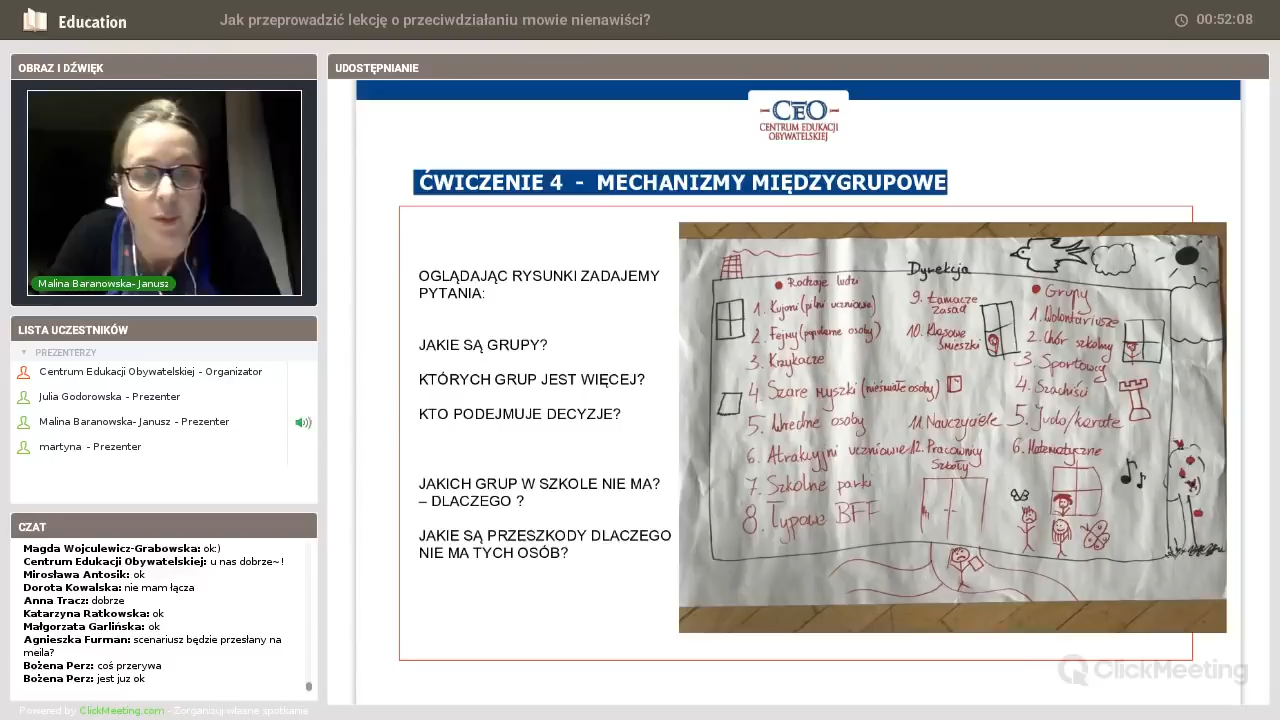 Education
Jak przeprowadzić lekcję o przeciwdziałaniu mowie nienawiści?
00:52:08
OBRAZ I DŹWIĘK
Malina Baranowska- Janusz
LISTA UCZESTNIKÓW
PREZENTERZY
Centrum Edukacji Obywatelskiej - Organizator
Julia Godorowska - Prezenter
Malina Baranowska- Janusz - Prezenter
martyna - Prezenter
CZAT
Magda Wojculewicz-Grabowska: ok:)
Centrum Edukacji Obywatelskiej: u nas dobrze~!
Mirosława Antosik: ok
Dorota Kowalska: nie mam łącza
Anna Tracz: dobrze
Katarzyna Ratkowska: ok
Małgorzata Garlińska: ok
Agnieszka Furman: scenariusz będzie przesłany na
meila?
Bożena Perz: coś przerywa
Bożena Perz: jest juz ok
Powered by ClickMeeting.com - Zorganizuj własne spotkanie
UDOSTĘPNIANIE
CEO
CENTRUM EDUKACJI
OBYWATELSKIEJ
ĆWICZENIE 4 - MECHANIZMY MIĘDZYGRUPOWE
OGLĄDAJĄC RYSUNKI ZADAJEMY
PYTANIA:
JAKIE SĄ GRUPY?
KTÓRYCH GRUP JEST WIĘCEJ?
KTO PODEJMUJE DECYZJE?
JAKICH GRUP W SZKOLE NIE MA?
– DLACZEGO ?
JAKIE SĄ PRZESZKODY DLACZEGO
NIE MA TYCH OSÓB?
Dyrekcja
Rodzaje ludzi
1. Kujoni (pilni uczniowie)
2. Fejmy (popularne osoby)
3. Krzykacze
4. Szare myszki (nieśmiałe osoby)
5. Wredne osoby
6. Atrakcyjni uczniowie
7. Szkolne parki
8. Typowe BFF
9. Łamacze
Zasad
10. Klasowe
Śmieszki
11. Nauczyciele
12. Pracownicy
Szkoły
Grupy
1. Wolontariusze
2. Chór szkolny
3. Sportowcy
4. Szachiści
5. Judo/karate
6. Matematyczne
ClickMeeting